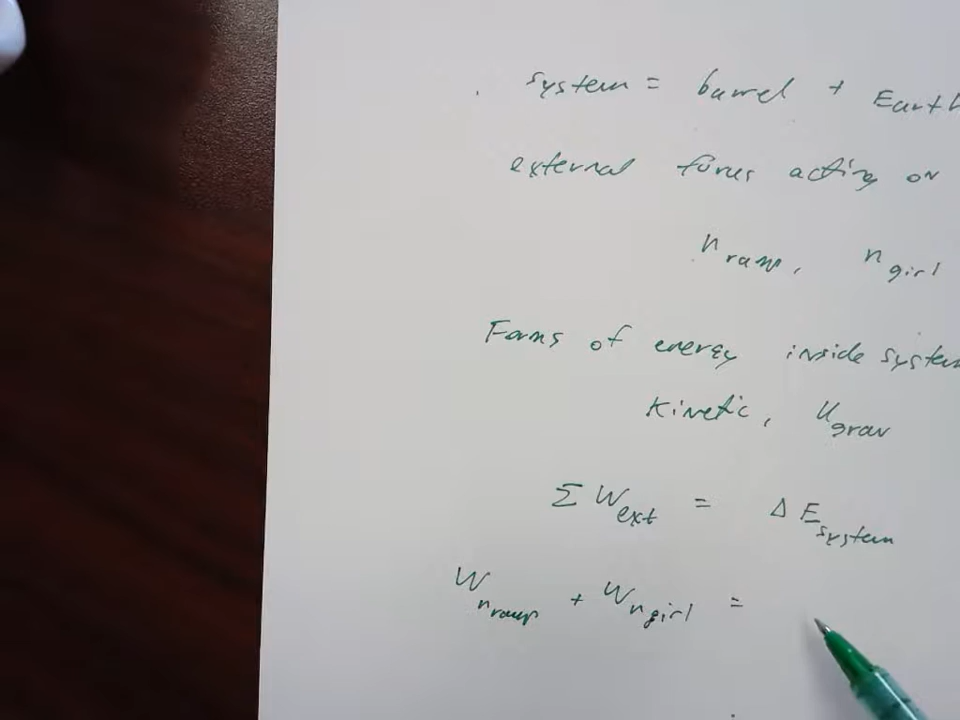 system = barrel + Earth
external forces acting on
n ramp, n girl
Forms of energy inside system
Kinetic, U grav
Σ W ext = Δ E system
W n ramp + W n girl =